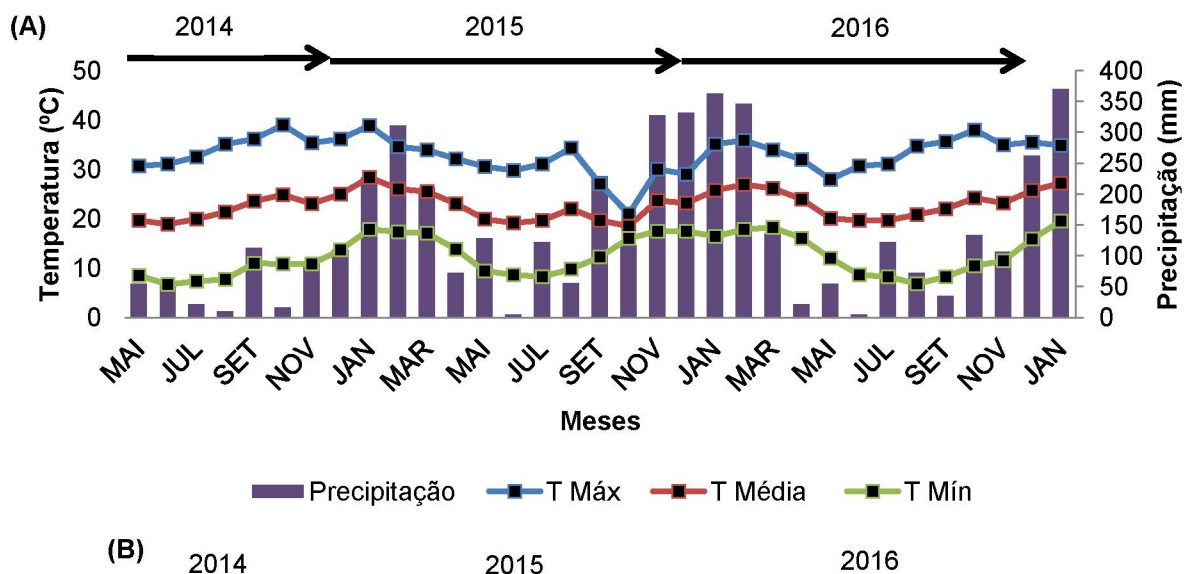 (A)
2014 2015 2016
50 400
40 350
30 300
20 250
10 200
0 150
100
50
0
Temperatura (ºC)
Precipitação (mm)
MAI JUL SET NOV JAN MAR MAI JUL SET NOV JAN MAR MAI JUL SET NOV JAN
Meses
Precipitação T Máx T Média T Mín
(B)
2014 2015 2016